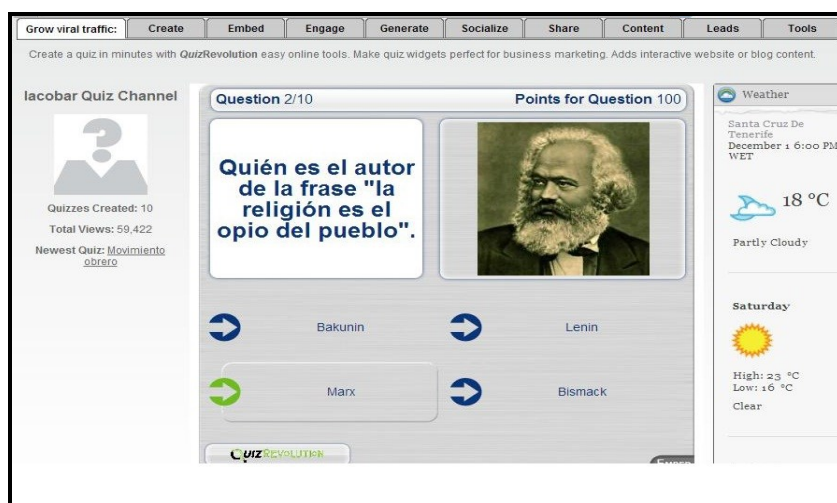 Grow viral traffic: Create Embed Engage Generate Socialize Share Content Leads Tools
Create a quiz in minutes with QuizRevolution easy online tools. Make quiz widgets perfect for business marketing. Adds interactive website or blog content.
Iacobar Quiz Channel
Quizzes Created: 10
Total Views: 59,422
Newest Quiz: Movimiento
obrero
Question 2/10
Points for Question 100
Quién es el autor
de la frase "la
religión es el
opio del pueblo".
Bakunin
Lenin
Marx
Bismack
QUIZREVOLUTION
Weather
Santa Cruz De
Tenerife
December 1 6:00 PM
WET
18 °C
Partly Cloudy
Saturday
High: 23 °C
Low: 16 °C
Clear